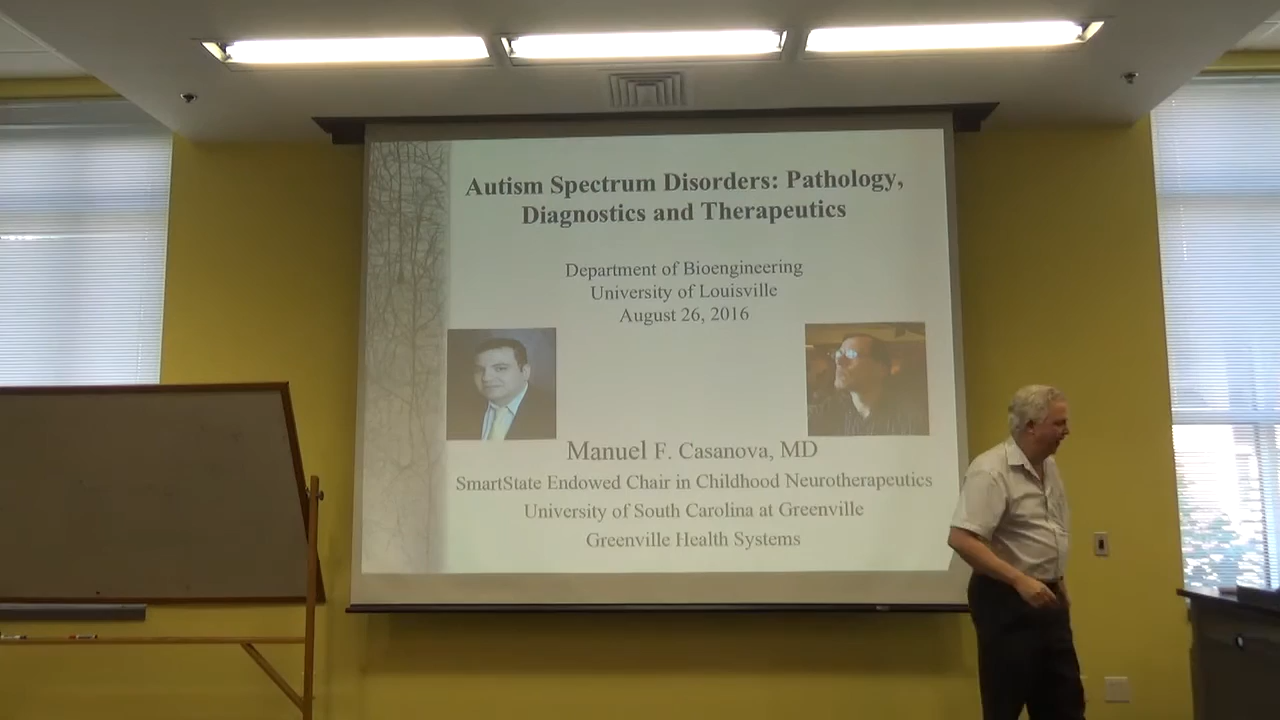 Autism Spectrum Disorders: Pathology,
Diagnostics and Therapeutics
Department of Bioengineering
University of Louisville
August 26, 2016
Manuel F. Casanova, MD
SmartState Endowed Chair in Childhood Neurotherapeutics
University of South Carolina at Greenville
Greenville Health Systems